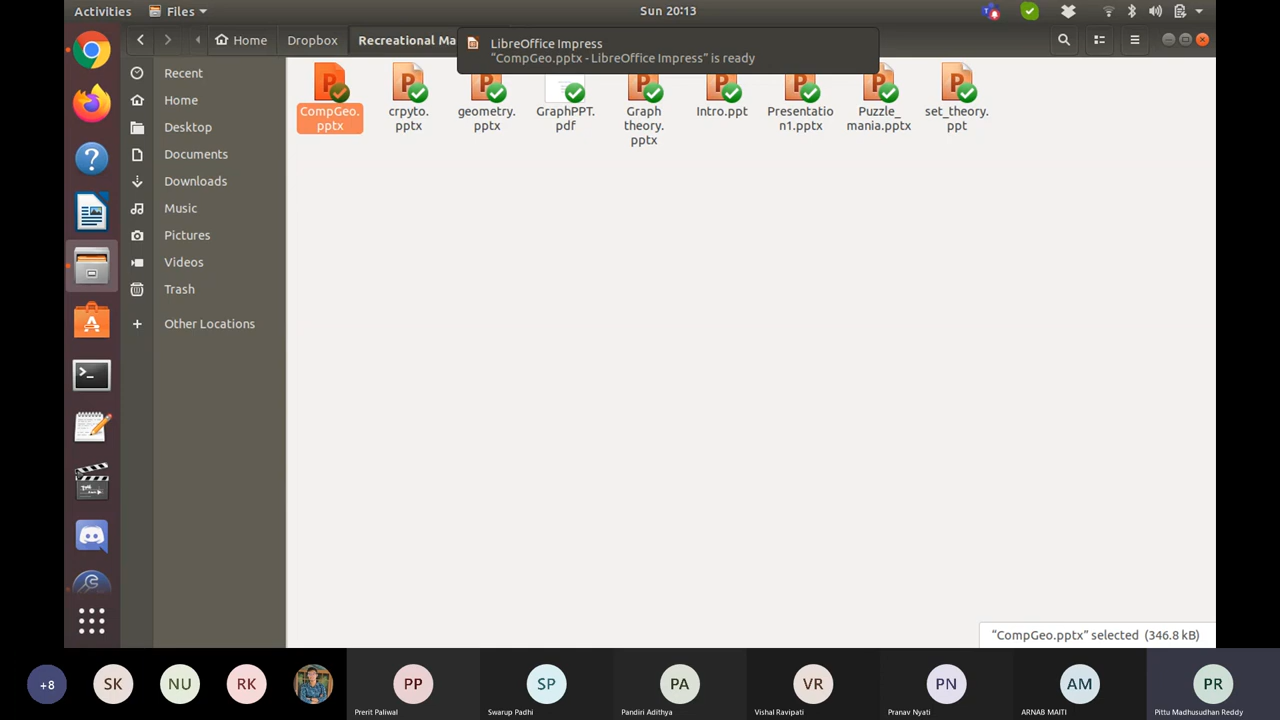 Activities
Files
Sun 20:13
Home
Dropbox
Recreational Ma
LibreOffice Impress
“CompGeo.pptx - LibreOffice Impress” is ready
Recent
Home
Desktop
Documents
Downloads
Music
Pictures
Videos
Trash
Other Locations
CompGeo.
pptx
crpyto.
pptx
geometry.
pptx
GraphPPT.
pdf
Graph
theory.
pptx
Intro.ppt
Presentatio
n1.pptx
Puzzle_
mania.pptx
set_theory.
ppt
“CompGeo.pptx” selected (346.8 kB)
+8
SK
NU
RK
PP
Prerit Paliwal
SP
Swarup Padhi
PA
Pandiri Adithya
VR
Vishal Ravipati
PN
Pranav Nyati
AM
ARNAB MAITI
PR
Pittu Madhusudhan Reddy